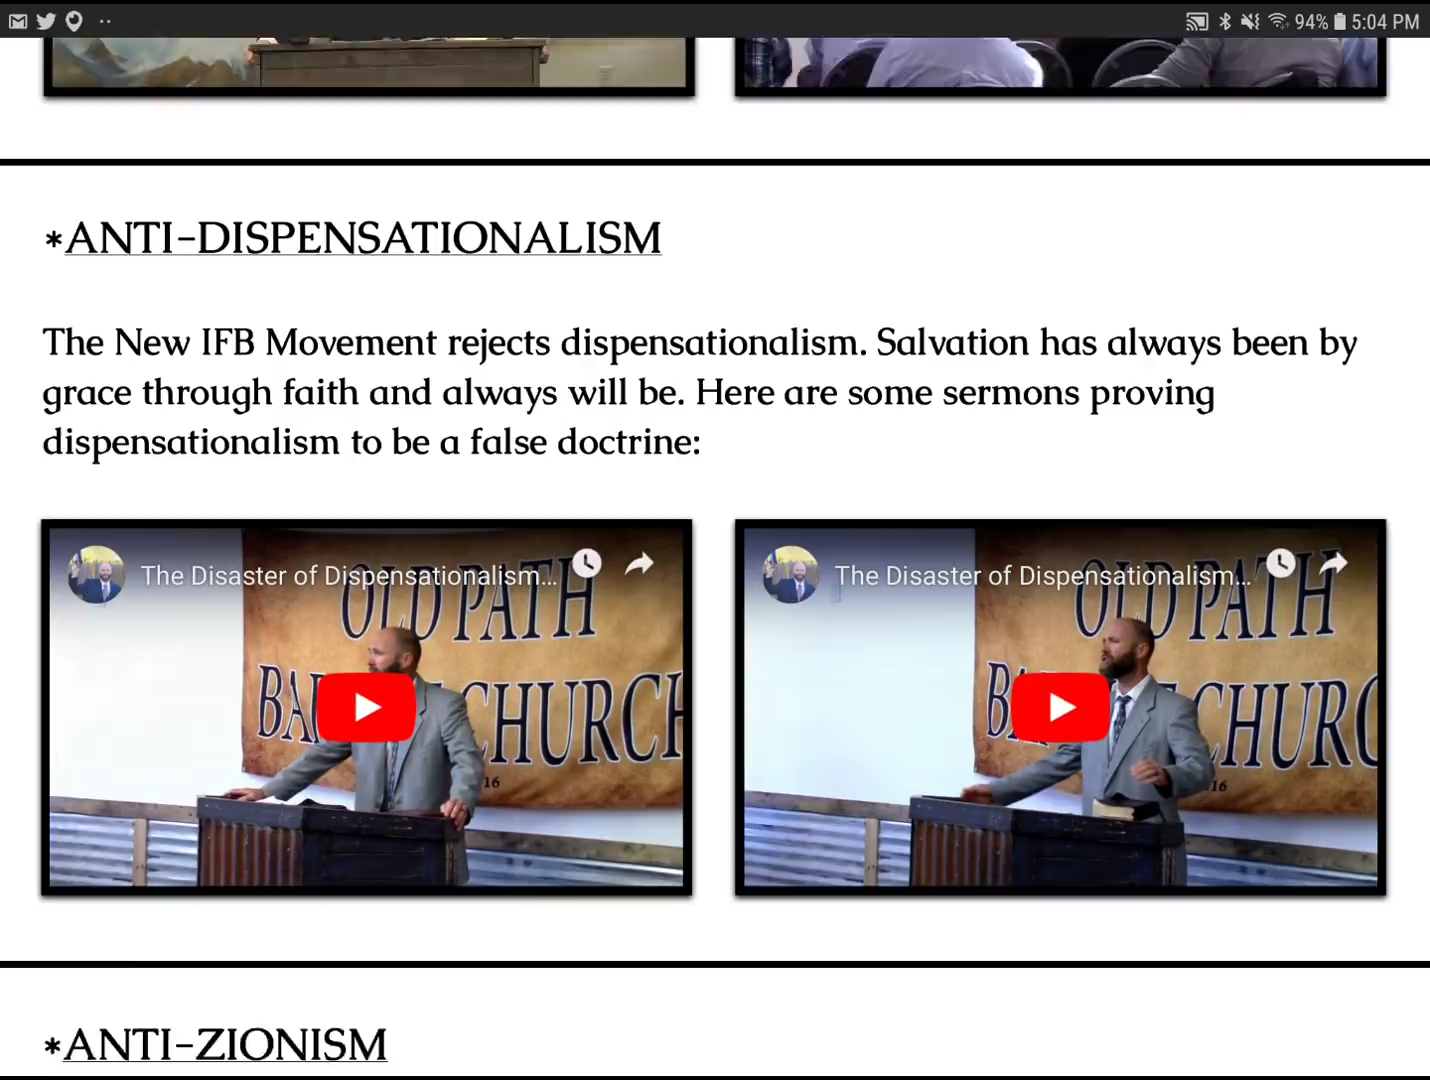 94% 5:04 PM
*ANTI-DISPENSATIONALISM
The New IFB Movement rejects dispensationalism. Salvation has always been by
grace through faith and always will be. Here are some sermons proving
dispensationalism to be a false doctrine:
The Disaster of Dispensationalism...
OLD PATH
CHURCH
16
The Disaster of Dispensationalism...
OLD PATH
CHURC
16
*ANTI-ZIONISM